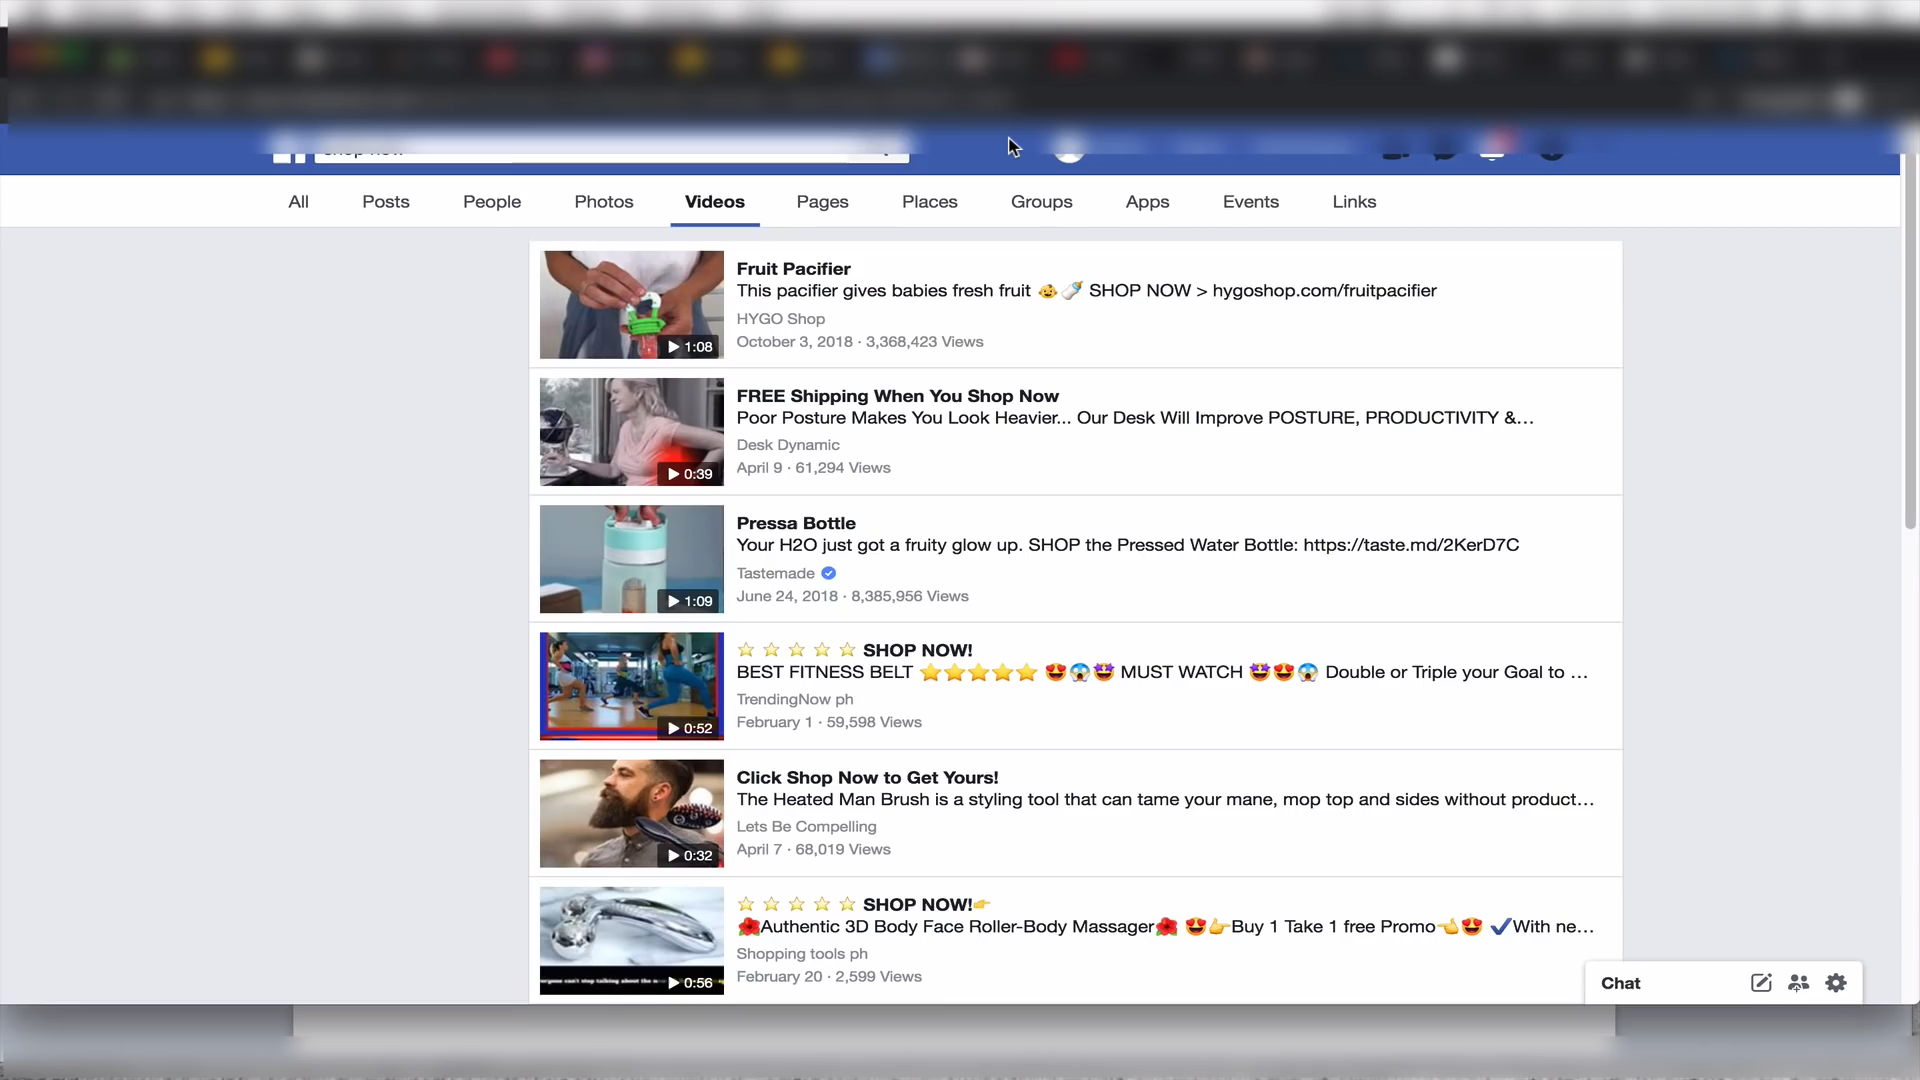 All Posts People Photos Videos Pages Places Groups Apps Events Links
Fruit Pacifier
This pacifier gives babies fresh fruit 👶🍼 SHOP NOW > hygoshop.com/fruitpacifier
HYGO Shop
October 3, 2018 · 3,368,423 Views
1:08
FREE Shipping When You Shop Now
Poor Posture Makes You Look Heavier... Our Desk Will Improve POSTURE, PRODUCTIVITY &...
Desk Dynamic
April 9 · 61,294 Views
0:39
Pressa Bottle
Your H2O just got a fruity glow up. SHOP the Pressed Water Bottle: https://taste.md/2KerD7C
Tastemade
June 24, 2018 · 8,385,956 Views
1:09
☆ ☆ ☆ ☆ ☆ SHOP NOW!
BEST FITNESS BELT ⭐⭐⭐⭐⭐ 😍😱🤩 MUST WATCH 🤩😍😱 Double or Triple your Goal to ...
TrendingNow ph
February 1 · 59,598 Views
0:52
Click Shop Now to Get Yours!
The Heated Man Brush is a styling tool that can tame your mane, mop top and sides without product...
Lets Be Compelling
April 7 · 68,019 Views
0:32
☆ ☆ ☆ ☆ ☆ SHOP NOW!👉
🌺Authentic 3D Body Face Roller-Body Massager🌺 😍👉Buy 1 Take 1 free Promo👈😍 ✔With ne...
Shopping tools ph
February 20 · 2,599 Views
0:56
Chat